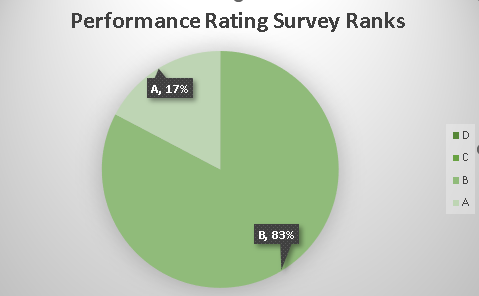 Performance Rating Survey Ranks
A, 17%
B, 83%
D
C
B
A